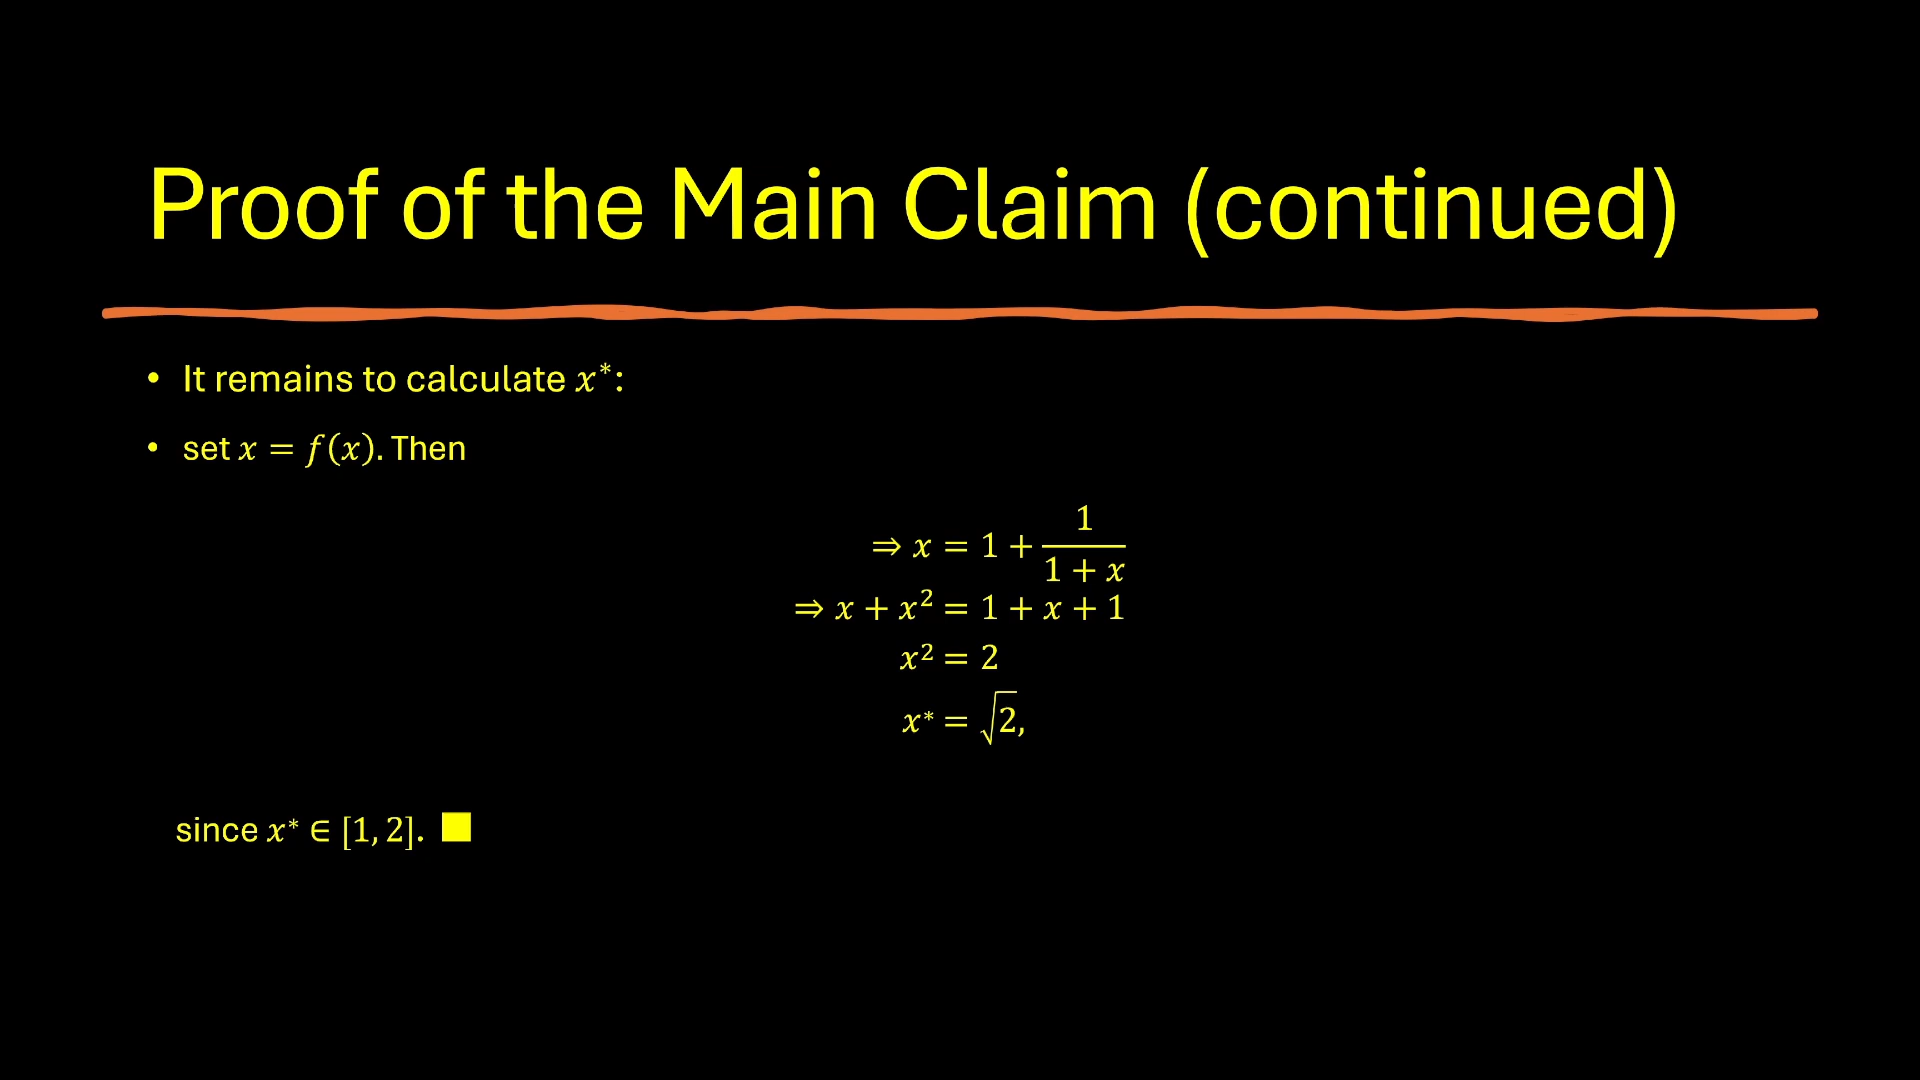 Proof of the Main Claim (continued)
• It remains to calculate x*:
• set x = f(x). Then
⇒ x = 1 + 1/(1 + x)
⇒ x + x² = 1 + x + 1
x² = 2
x* = √2,
since x* ∈ [1, 2]. ■